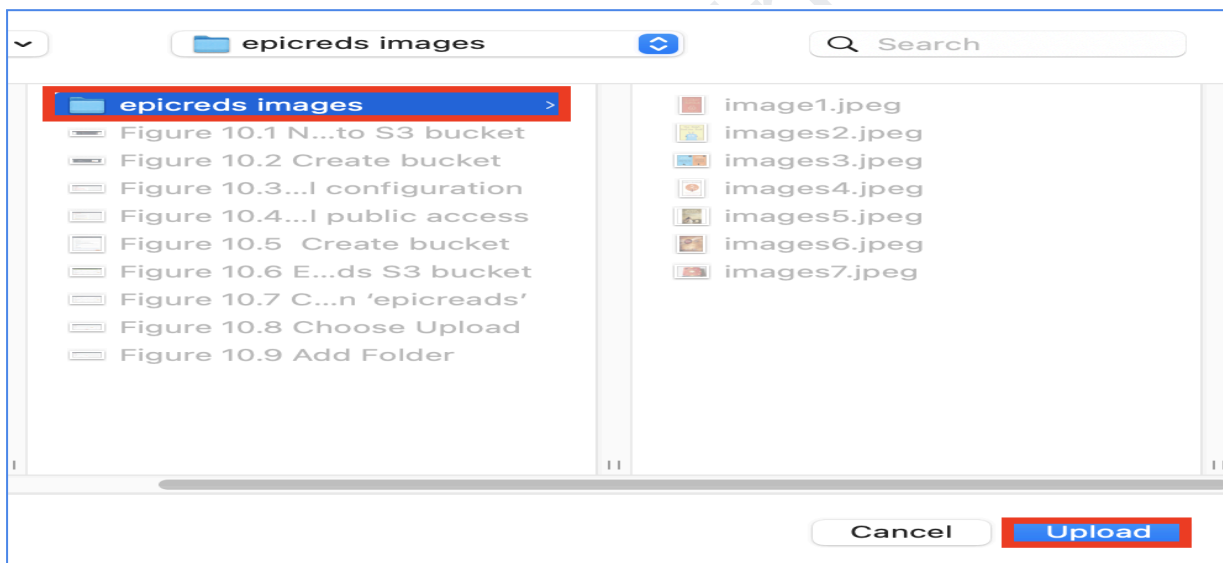 epicreds images
Search
epicreds images >
Figure 10.1 N...to S3 bucket
Figure 10.2 Create bucket
Figure 10.3...l configuration
Figure 10.4...l public access
Figure 10.5  Create bucket
Figure 10.6 E...ds S3 bucket
Figure 10.7 C...n ‘epicreads’
Figure 10.8 Choose Upload
Figure 10.9 Add Folder
image1.jpeg
images2.jpeg
images3.jpeg
images4.jpeg
images5.jpeg
images6.jpeg
images7.jpeg
Cancel
Upload